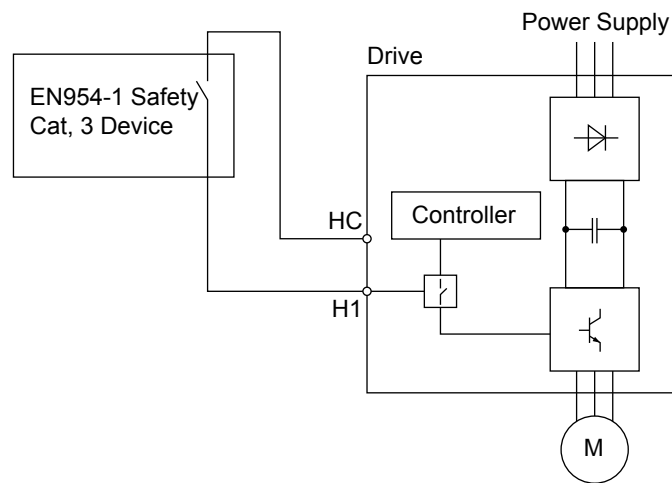 Power Supply
Drive
EN954-1 Safety
Cat, 3 Device
HC
Controller
H1
M